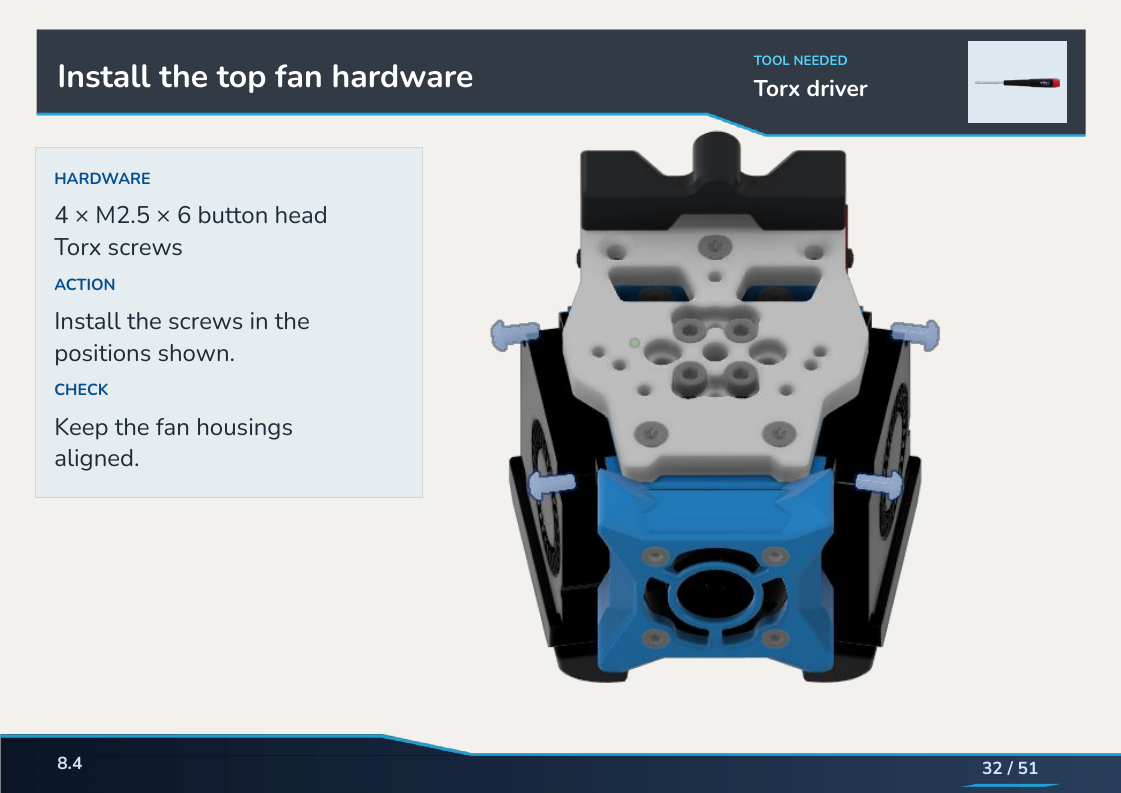 Install the top fan hardware
TOOL NEEDED
Torx driver
HARDWARE
4 × M2.5 × 6 button head
Torx screws
ACTION
Install the screws in the
positions shown.
CHECK
Keep the fan housings
aligned.
8.4
32 / 51